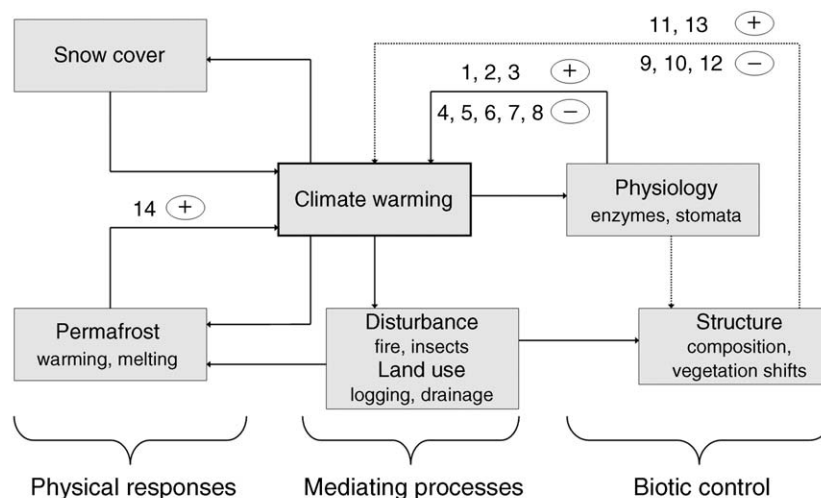 11, 13 +
Snow cover
9, 10, 12 −
1, 2, 3 +
4, 5, 6, 7, 8 −
Climate warming
Physiology
enzymes, stomata
14 +
Permafrost
warming, melting
Disturbance
fire, insects
Land use
logging, drainage
Structure
composition,
vegetation shifts
Physical responses
Mediating processes
Biotic control